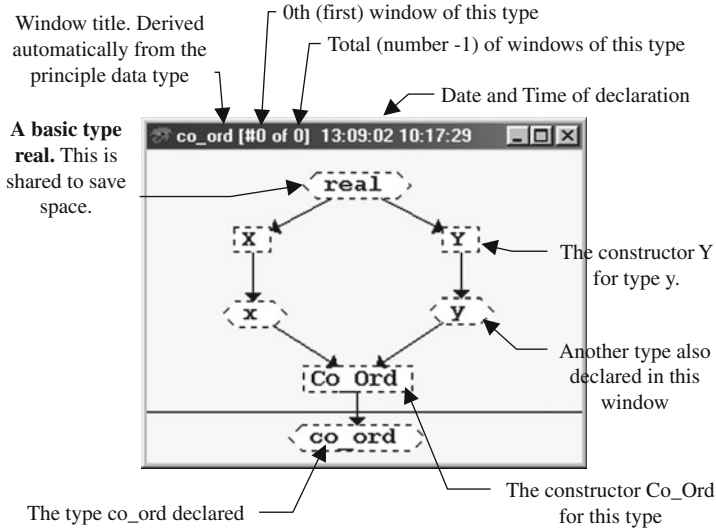 Window title. Derived
automatically from the
principle data type
0th (first) window of this type
Total (number -1) of windows of this type
Date and Time of declaration
A basic type
real. This is
shared to save
space.
co_ord [#0 of 0] 13:09:02 10:17:29
real
X
Y
The constructor Y
for type y.
x
y
Another type also
declared in this
window
Co_Ord
co_ord
The type co_ord declared
The constructor Co_Ord
for this type